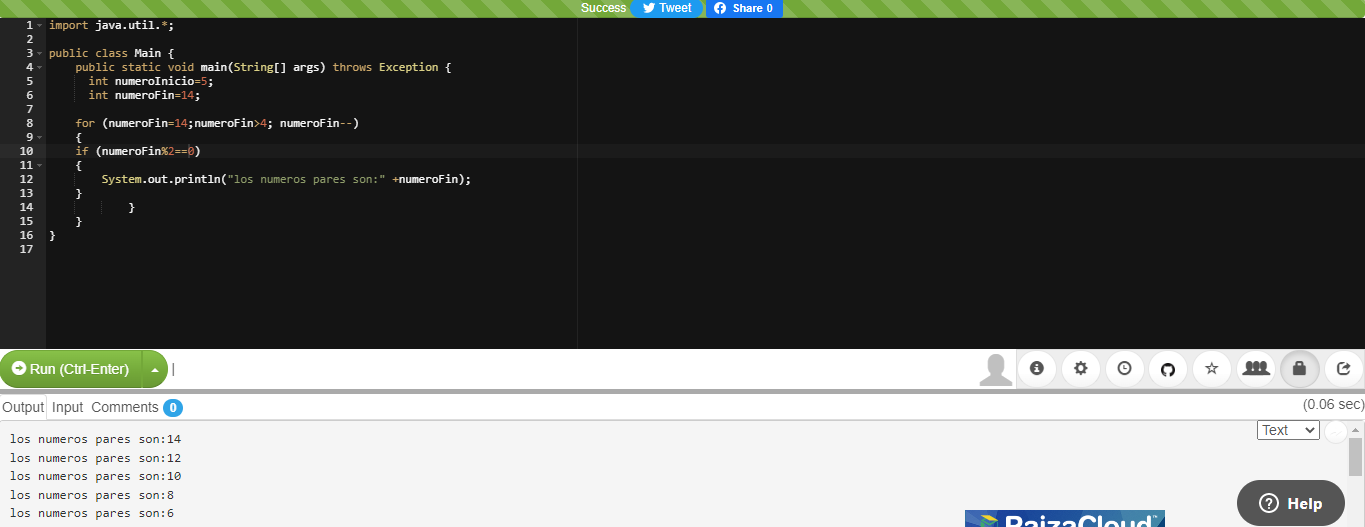 Success Tweet Share 0
1 import java.util.*;
2
3 public class Main {
4 public static void main(String[] args) throws Exception {
5 int numeroInicio=5;
6 int numeroFin=14;
7
8 for (numeroFin=14;numeroFin>4; numeroFin--)
9 {
10 if (numeroFin%2==0)
11 {
12 System.out.println("los numeros pares son:" +numeroFin);
13 }
14 }
15 }
16 }
17
Run (Ctrl-Enter)
Output Input Comments 0 (0.06 sec)
Text
los numeros pares son:14
los numeros pares son:12
los numeros pares son:10
los numeros pares son:8
los numeros pares son:6
Help
PaizaCloud